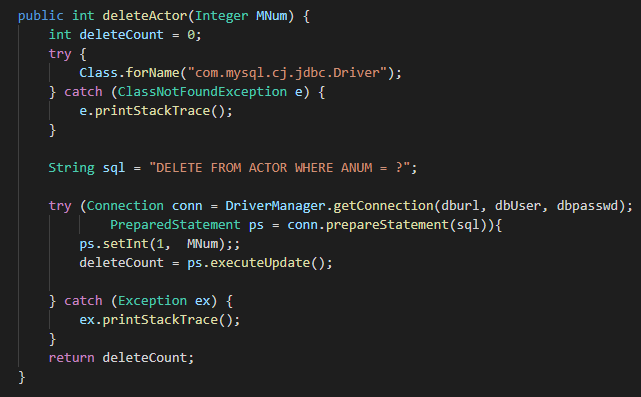 public int deleteActor(Integer MNum) {
    int deleteCount = 0;
    try {
        Class.forName("com.mysql.cj.jdbc.Driver");
    } catch (ClassNotFoundException e) {
        e.printStackTrace();
    }

    String sql = "DELETE FROM ACTOR WHERE ANUM = ?";

    try (Connection conn = DriverManager.getConnection(dburl, dbUser, dbpasswd);
            PreparedStatement ps = conn.prepareStatement(sql)){
        ps.setInt(1,  MNum);;
        deleteCount = ps.executeUpdate();

    } catch (Exception ex) {
        ex.printStackTrace();
    }
    return deleteCount;
}